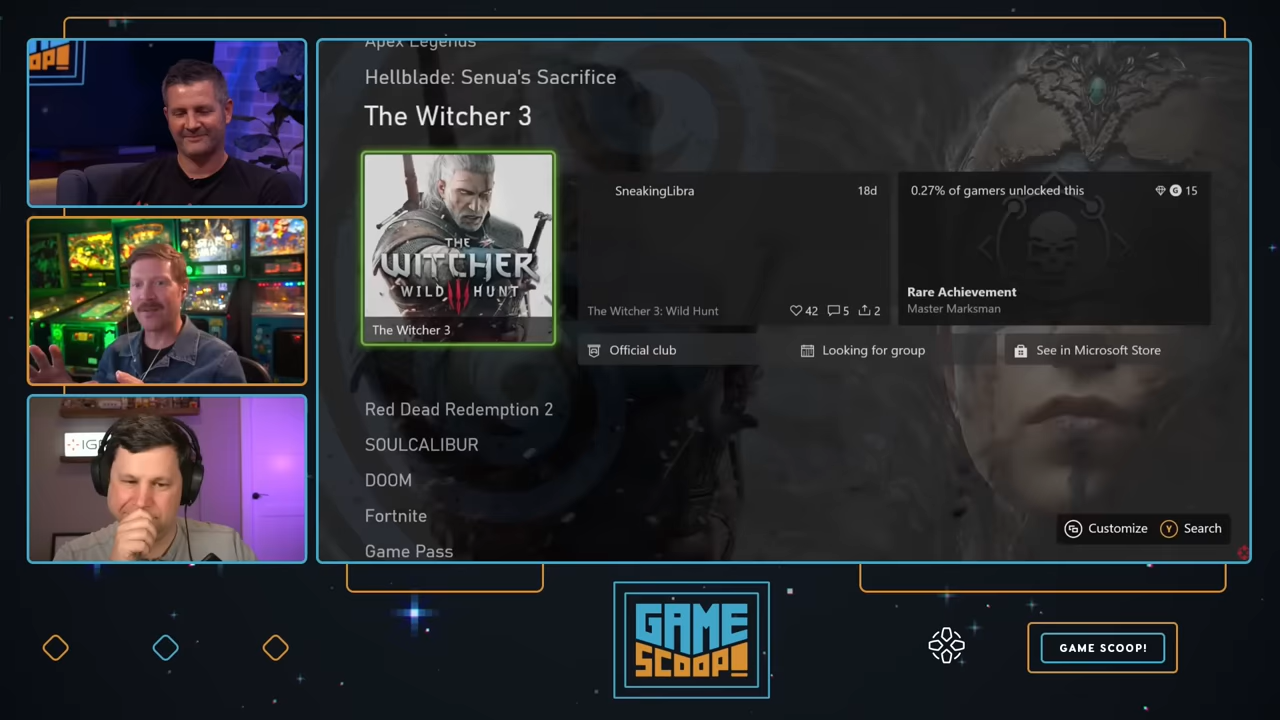 OP!
IG
Apex Legends
Hellblade: Senua's Sacrifice
The Witcher 3
THE
WITCHER
WILD HUNT
The Witcher 3
SneakingLibra
18d
The Witcher 3: Wild Hunt
42
5
2
0.27% of gamers unlocked this
G 15
Rare Achievement
Master Marksman
Official club
Looking for group
See in Microsoft Store
Red Dead Redemption 2
SOULCALIBUR
DOOM
Fortnite
Game Pass
Customize
Y Search
GAME
SCOOP!
GAME SCOOP!